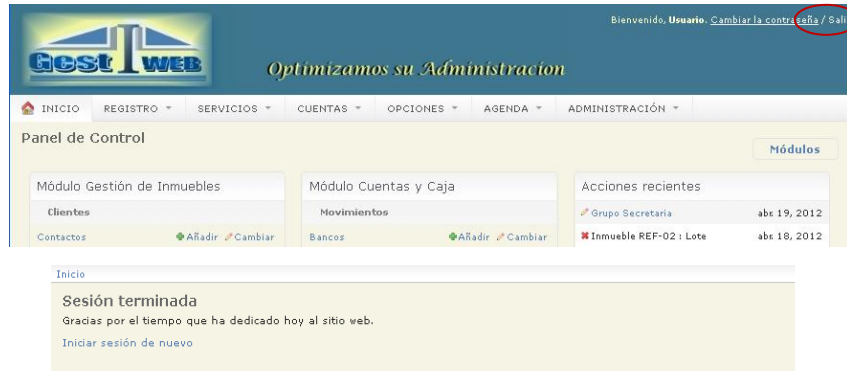 Bienvenido, Usuario. Cambiar la contraseña / Sali
Gest WEB
Optimizamos su Administracion
INICIO REGISTRO SERVICIOS CUENTAS OPCIONES AGENDA ADMINISTRACIÓN
Panel de Control
Módulos
Módulo Gestión de Inmuebles Módulo Cuentas y Caja Acciones recientes
Clientes Movimientos Grupo Secretaria abr 19, 2012
Contactos Añadir Cambiar Bancos Añadir Cambiar Inmueble REF-02 : Lote abr 18, 2012
Inicio
Sesión terminada
Gracias por el tiempo que ha dedicado hoy al sitio web.
Iniciar sesión de nuevo